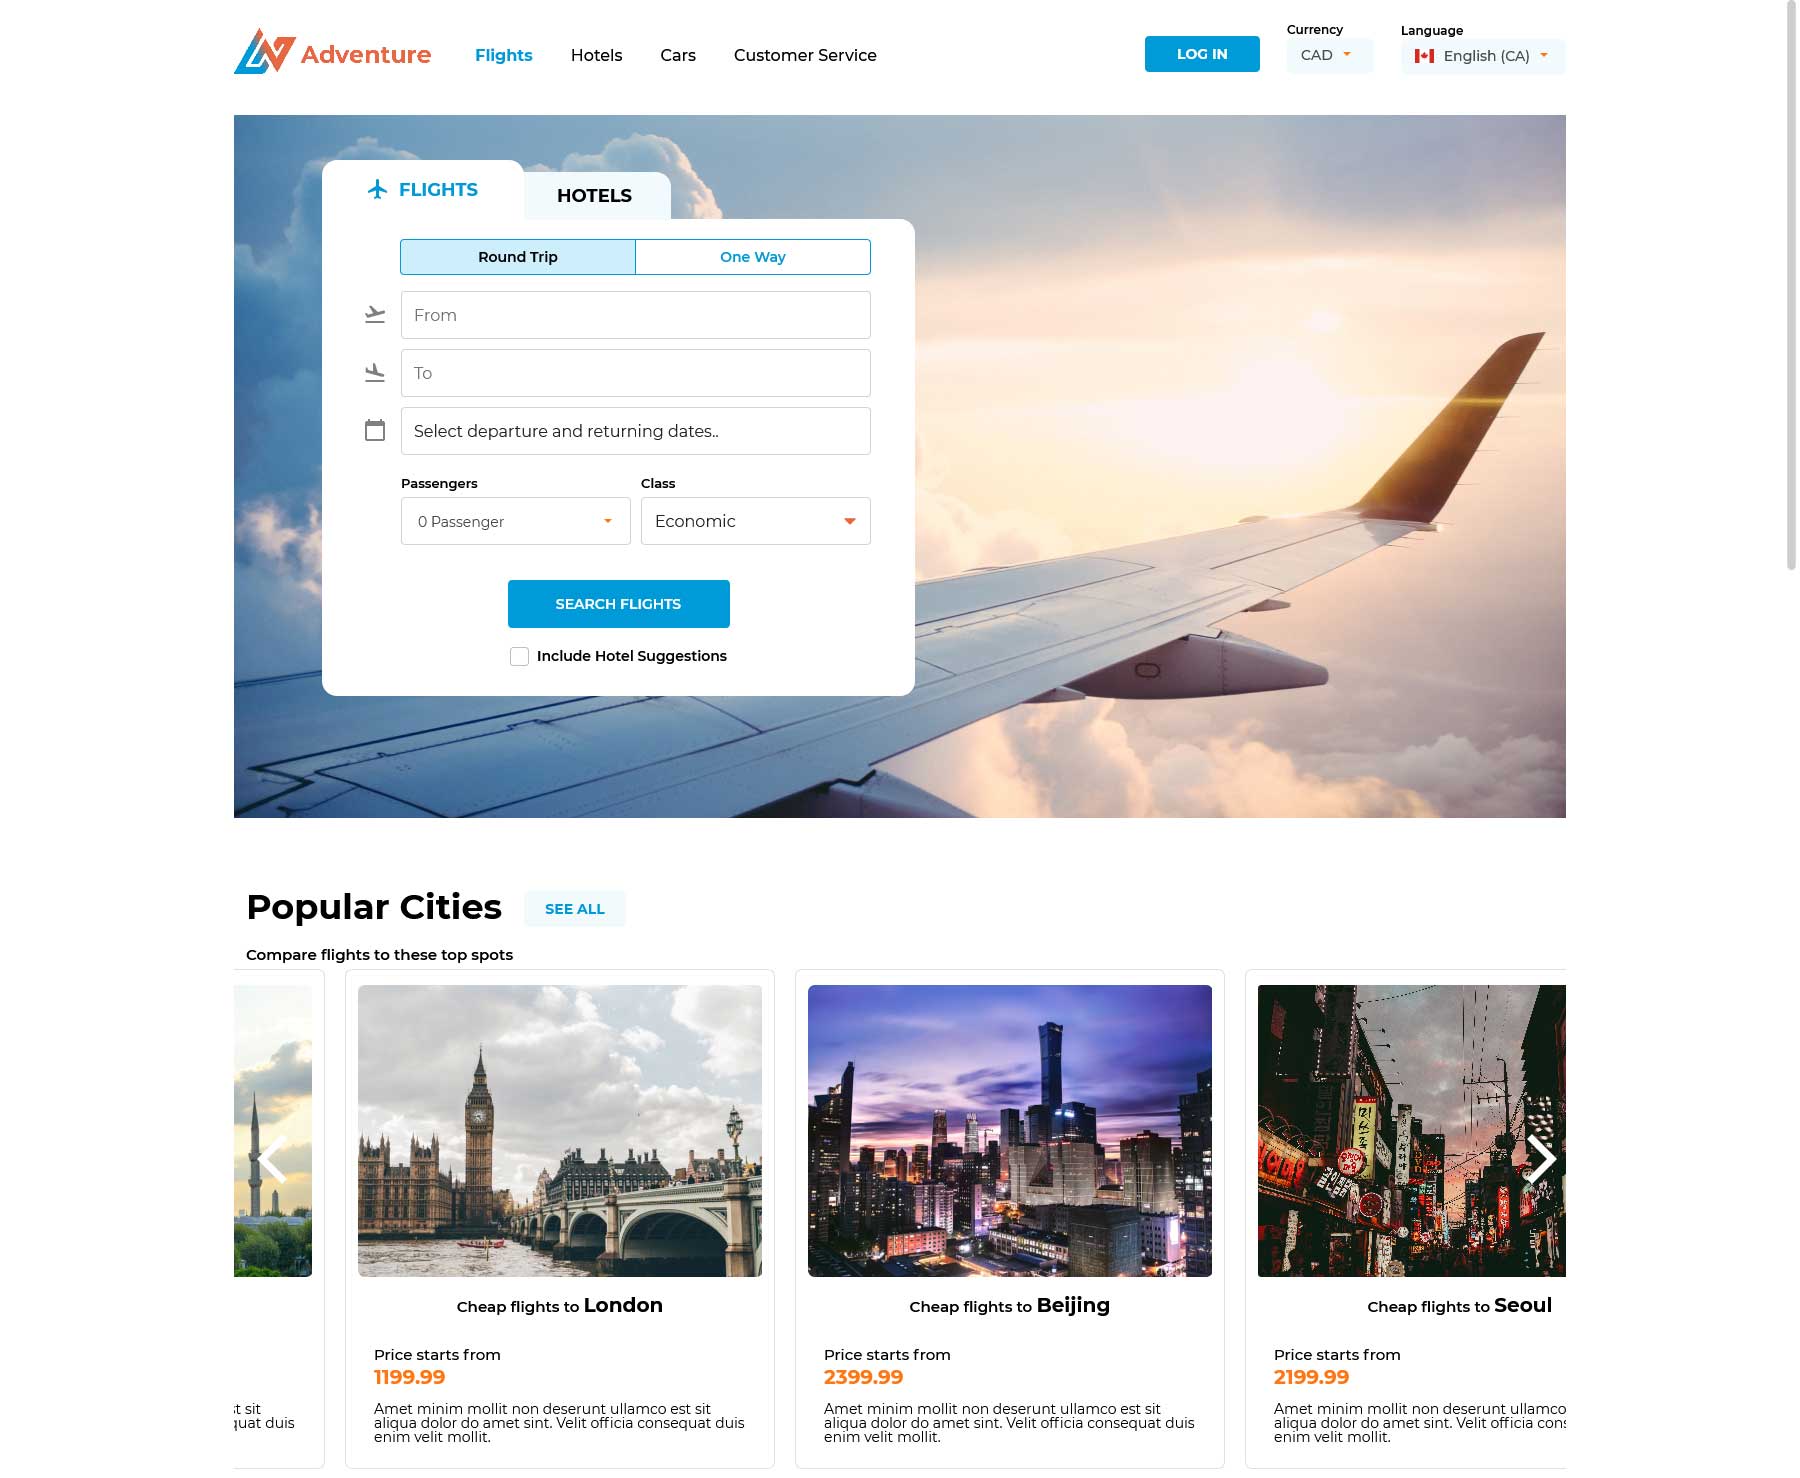 Adventure
Flights
Hotels
Cars
Customer Service
LOG IN
Currency
CAD
Language
English (CA)
FLIGHTS
HOTELS
Round Trip
One Way
From
To
Select departure and returning dates..
Passengers
Class
0 Passenger
Economic
SEARCH FLIGHTS
Include Hotel Suggestions
Popular Cities
SEE ALL
Compare flights to these top spots
st sit
quat duis
Cheap flights to London
Price starts from
1199.99
Amet minim mollit non deserunt ullamco est sit
aliqua dolor do amet sint. Velit officia consequat duis
enim velit mollit.
Cheap flights to Beijing
Price starts from
2399.99
Amet minim mollit non deserunt ullamco est sit
aliqua dolor do amet sint. Velit officia consequat duis
enim velit mollit.
Cheap flights to Seoul
Price starts from
2199.99
Amet minim mollit non deserunt ullamco
aliqua dolor do amet sint. Velit officia cons
enim velit mollit.